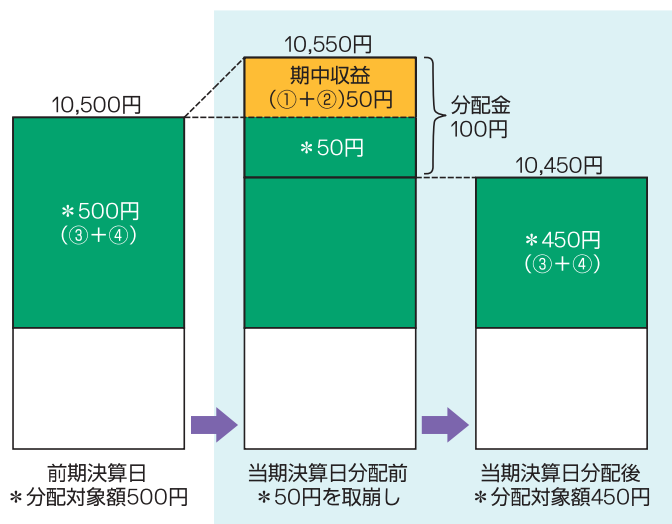 10,550円
期中収益
(①+②)50円
分配金
100円
10,500円
*50円
10,450円
*500円
(③+④)
*450円
(③+④)
前期決算日
*分配対象額500円
当期決算日分配前
*50円を取崩し
当期決算日分配後
*分配対象額450円